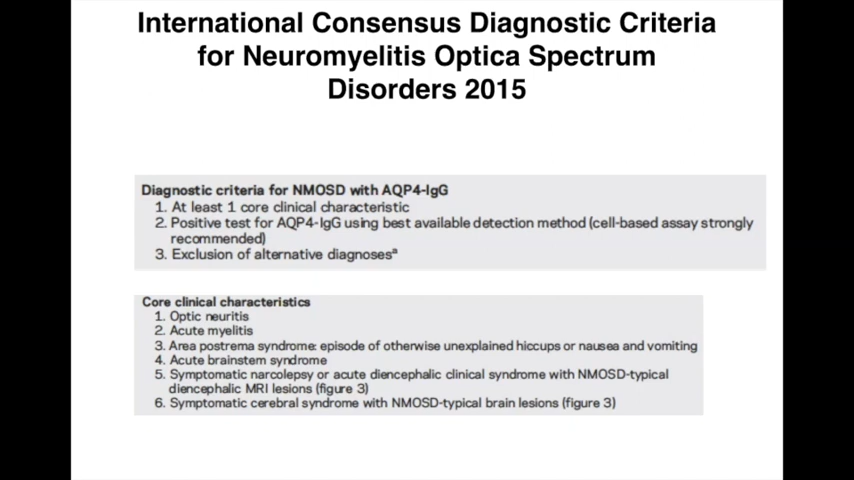 International Consensus Diagnostic Criteria
for Neuromyelitis Optica Spectrum
Disorders 2015
Diagnostic criteria for NMOSD with AQP4-IgG
1. At least 1 core clinical characteristic
2. Positive test for AQP4-IgG using best available detection method (cell-based assay strongly
recommended)
3. Exclusion of alternative diagnosesª
Core clinical characteristics
1. Optic neuritis
2. Acute myelitis
3. Area postrema syndrome: episode of otherwise unexplained hiccups or nausea and vomiting
4. Acute brainstem syndrome
5. Symptomatic narcolepsy or acute diencephalic clinical syndrome with NMOSD-typical
diencephalic MRI lesions (figure 3)
6. Symptomatic cerebral syndrome with NMOSD-typical brain lesions (figure 3)